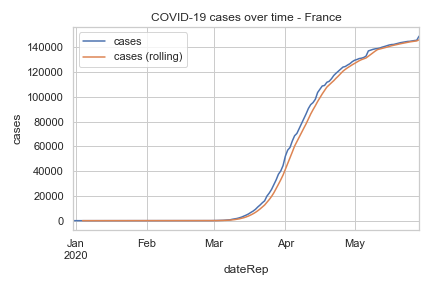 COVID-19 cases over time - France
cases
cases (rolling)
140000
120000
100000
80000
60000
40000
20000
0
cases
Jan
2020
Feb
Mar
Apr
May
dateRep